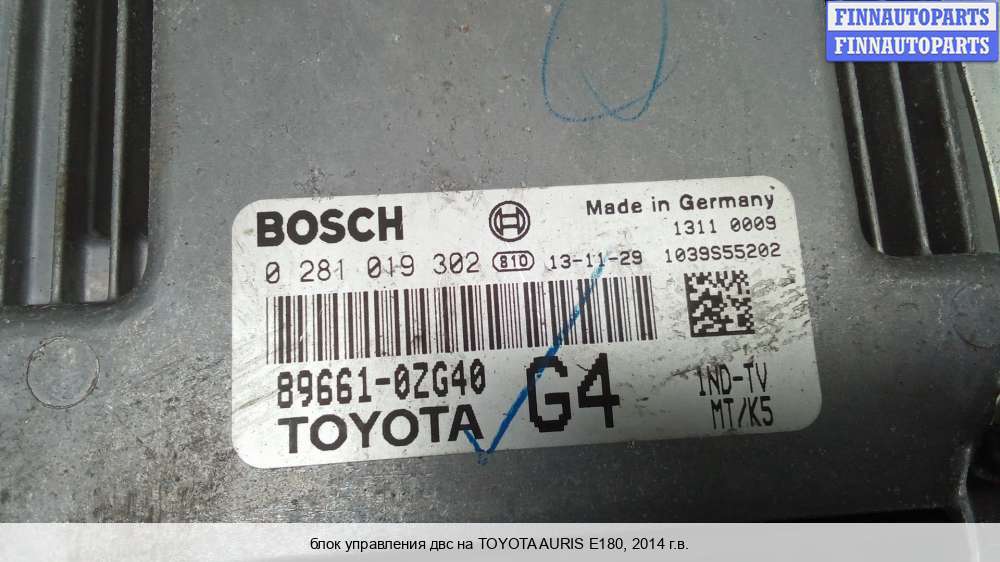 FINNAUTOPARTS
FINNAUTOPARTS
BOSCH
Made in Germany
1311 0009
0 281 019 302 810 13-11-29 1039S55202
89661-0ZG40
TOYOTA
G4
1ND-TV
MT/K5
блок управления двс на TOYOTA AURIS E180, 2014 г.в.